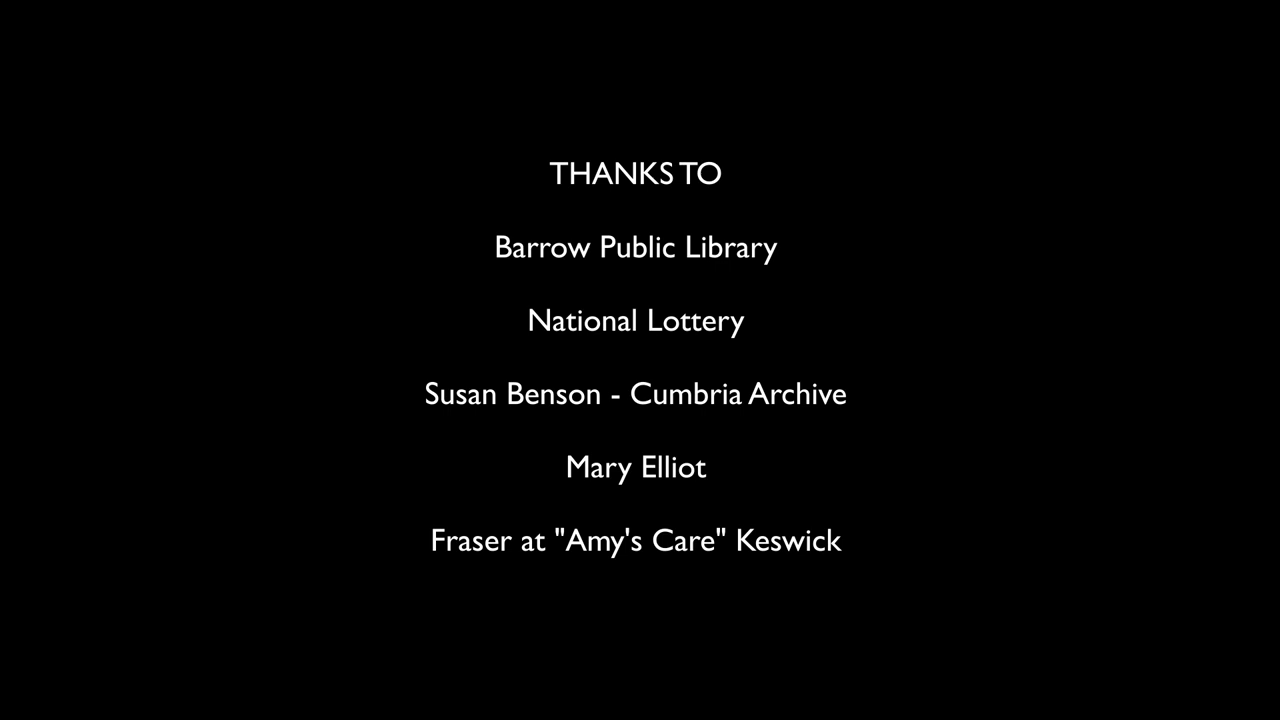 THANKS TO
Barrow Public Library
National Lottery
Susan Benson - Cumbria Archive
Mary Elliot
Fraser at "Amy's Care" Keswick